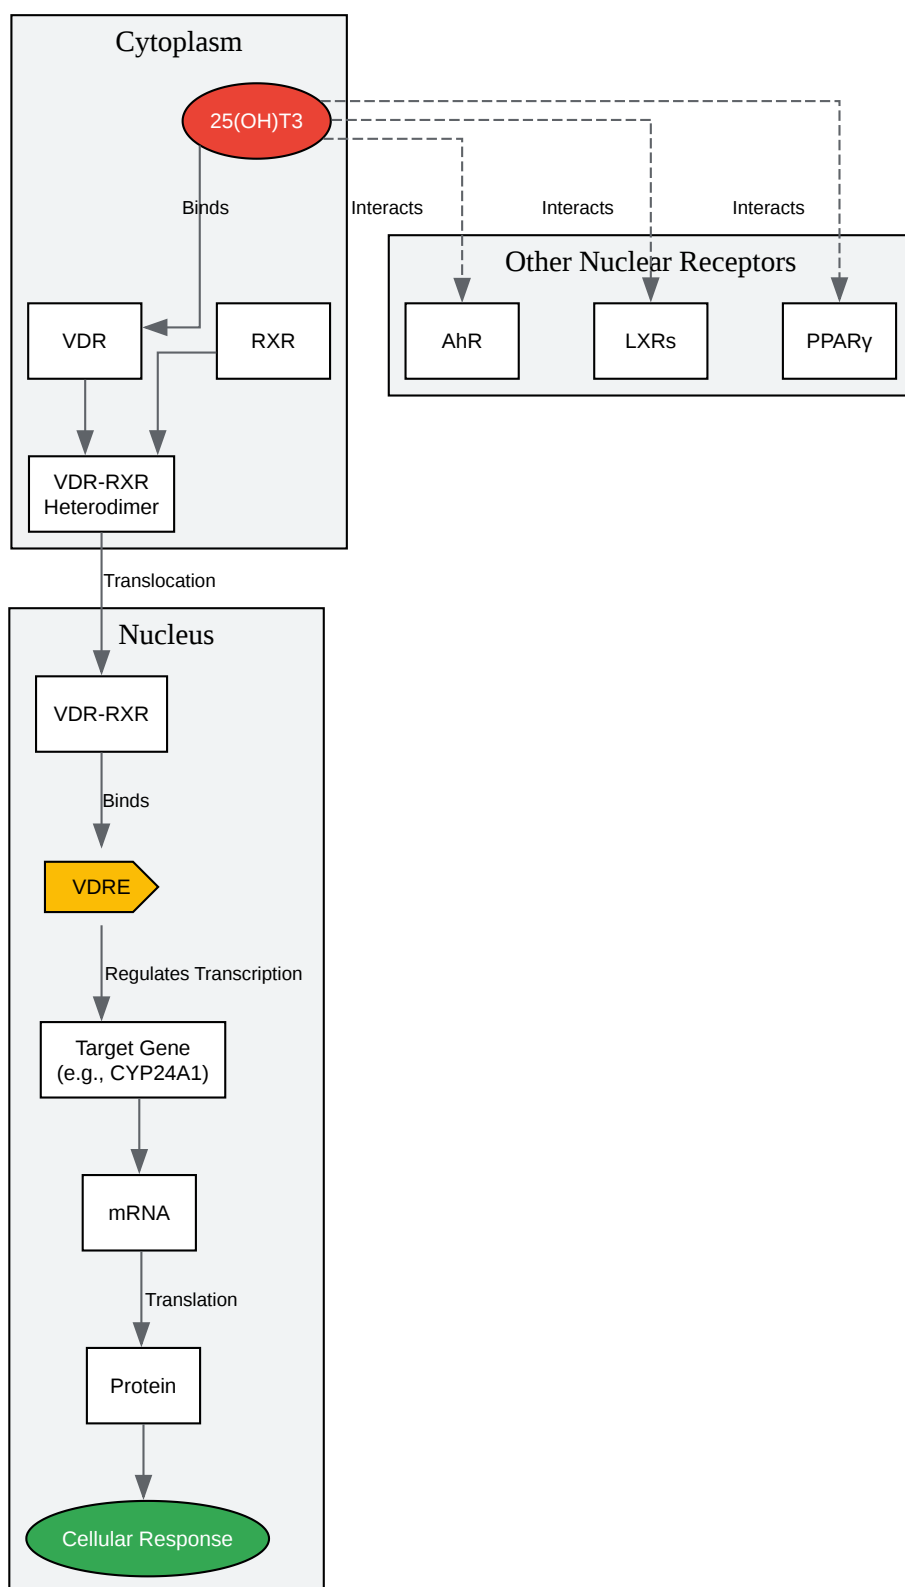 Cytoplasm
25(OH)T3
Binds
Interacts
Interacts
Interacts
Other Nuclear Receptors
VDR
RXR
AhR
LXRs
PPARγ
VDR-RXR
Heterodimer
Translocation
Nucleus
VDR-RXR
Binds
VDRE
Regulates Transcription
Target Gene
(e.g., CYP24A1)
mRNA
Translation
Protein
Cellular Response